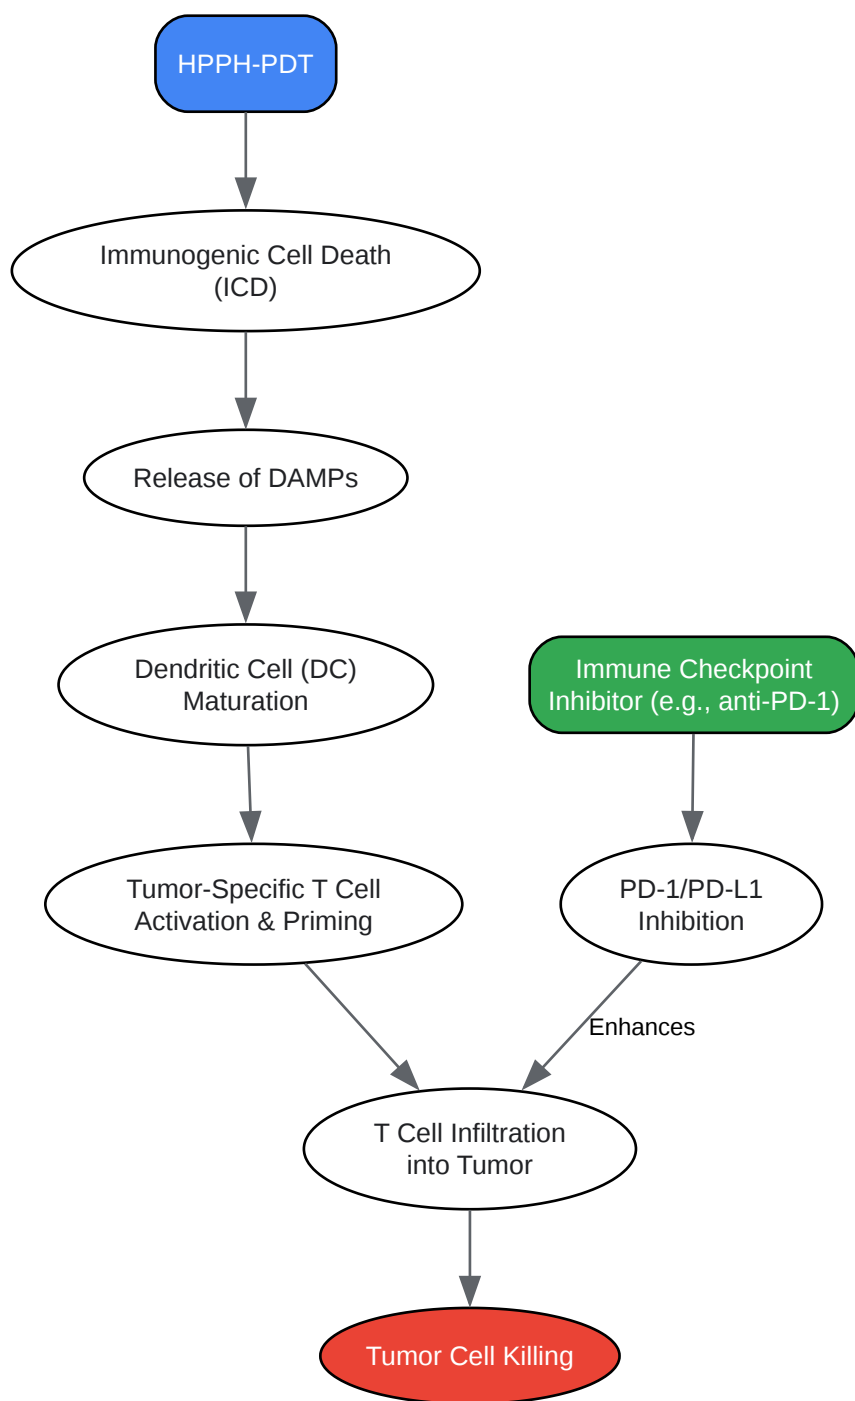 HPPH-PDT
Immunogenic Cell Death
(ICD)
Release of DAMPs
Dendritic Cell (DC)
Maturation
Immune Checkpoint
Inhibitor (e.g., anti-PD-1)
Tumor-Specific T Cell
Activation & Priming
PD-1/PD-L1
Inhibition
Enhances
T Cell Infiltration
into Tumor
Tumor Cell Killing